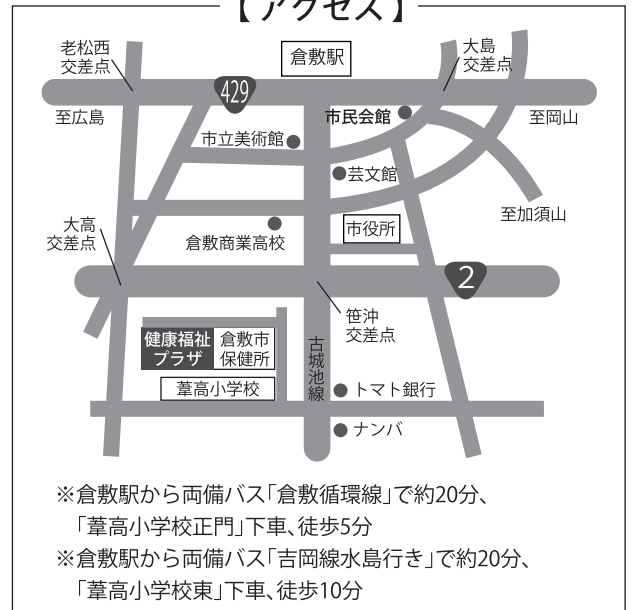 【アクセス】
老松西
交差点
倉敷駅
大島
交差点
429
至広島
市民会館
至岡山
市立美術館
芸文館
至加須山
大高
交差点
倉敷商業高校
市役所
2
笹沖
交差点
健康福祉
プラザ
倉敷市
保健所
古城池線
葦高小学校
トマト銀行
ナンバ
※倉敷駅から両備バス「倉敷循環線」で約20分、
「葦高小学校正門」下車、徒歩5分
※倉敷駅から両備バス「吉岡線水島行き」で約20分、
「葦高小学校東」下車、徒歩10分